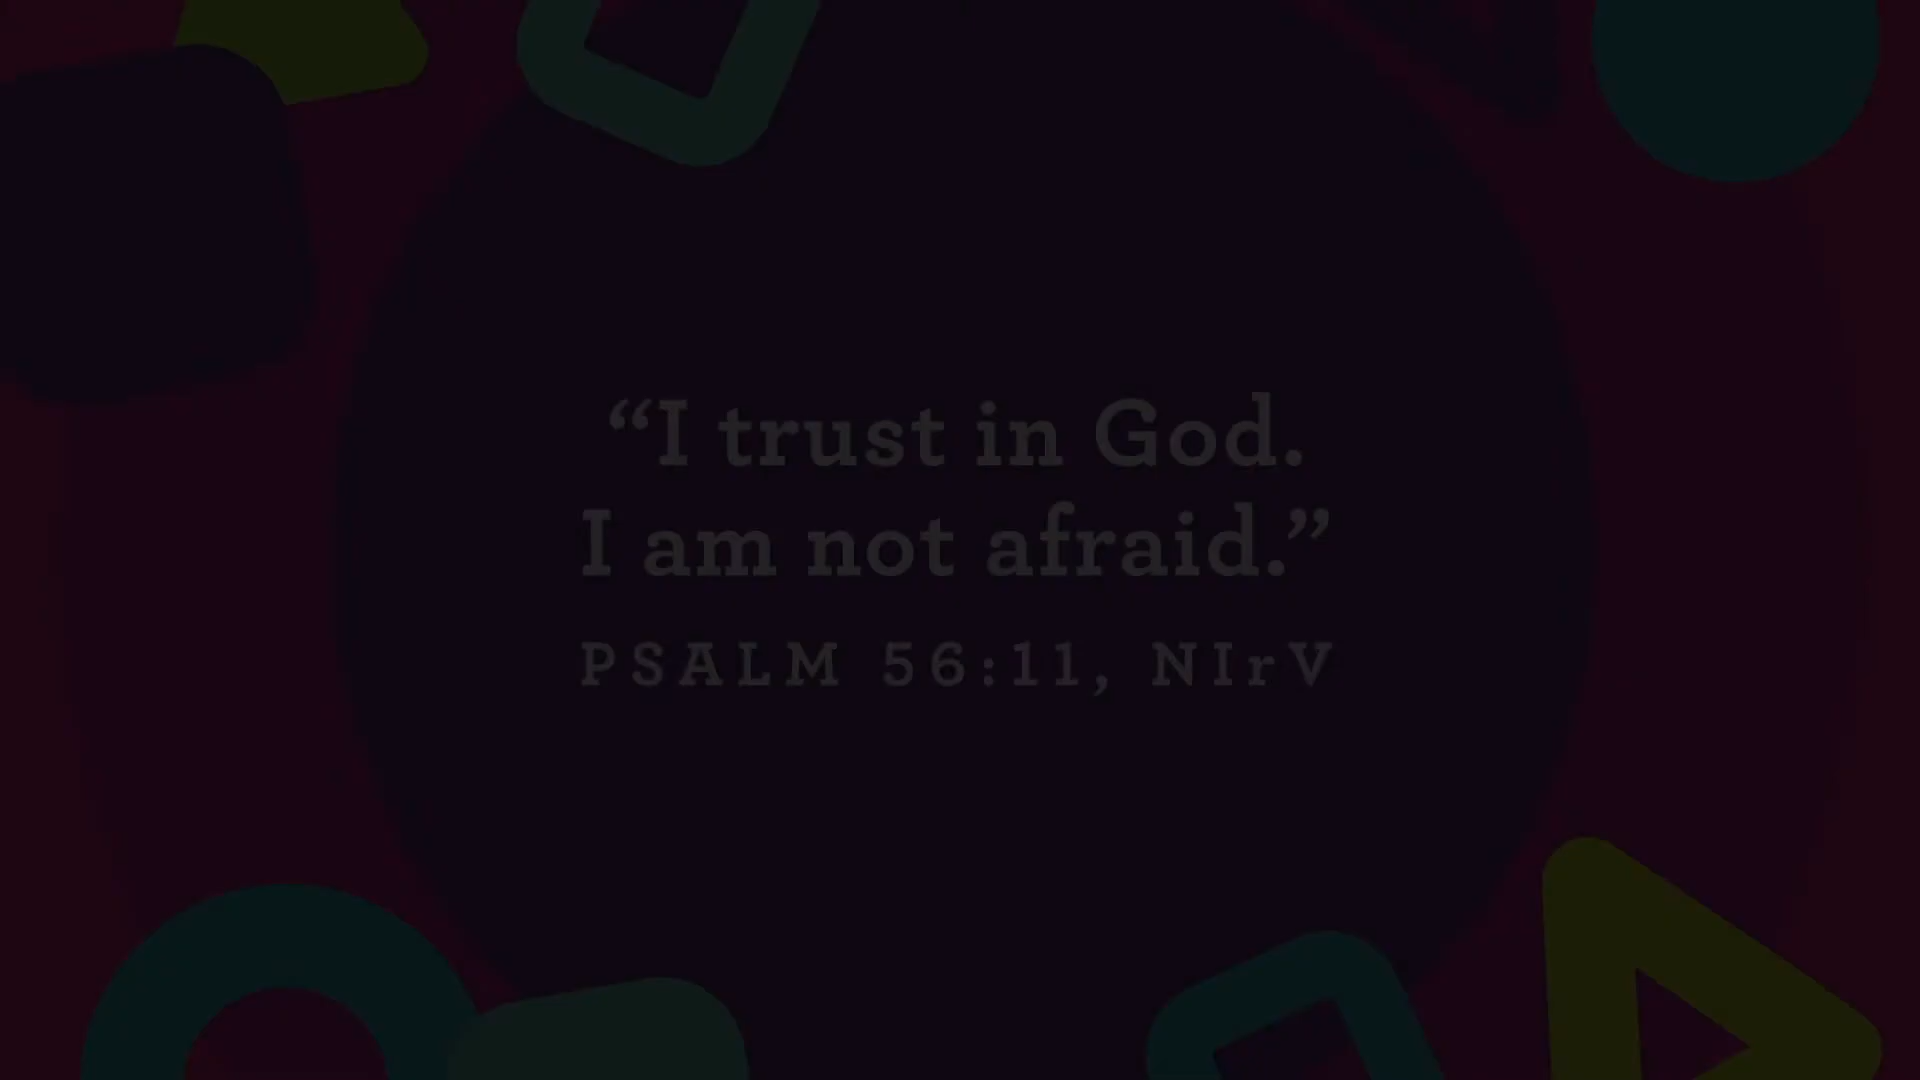 “I trust in God.
I am not afraid.”
PSALM 56:11, NIrV